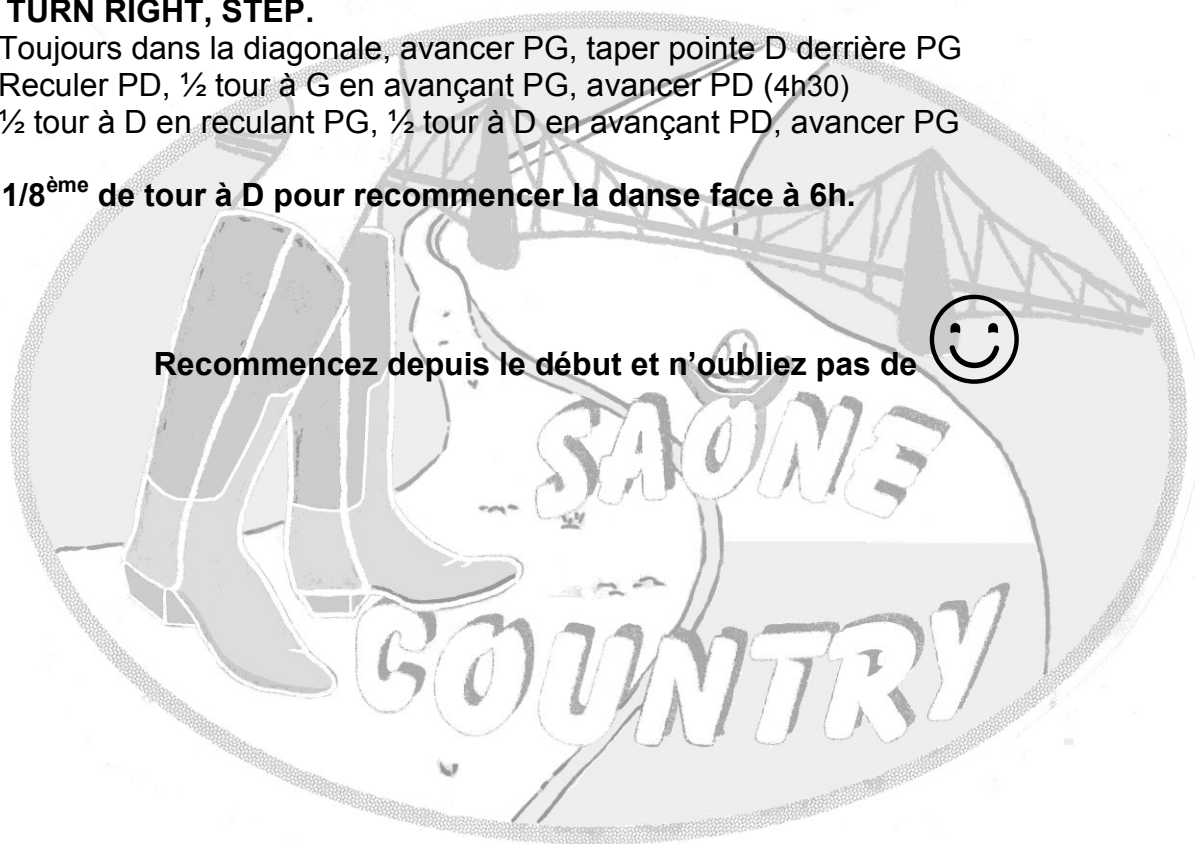 TURN RIGHT, STEP.
Toujours dans la diagonale, avancer PG, taper pointe D derrière PG
Reculer PD, ½ tour à G en avançant PG, avancer PD (4h30)
½ tour à D en reculant PG, ½ tour à D en avançant PD, avancer PG
1/8ème de tour à D pour recommencer la danse face à 6h.
Recommencez depuis le début et n’oubliez pas de
SAONE
COUNTRY